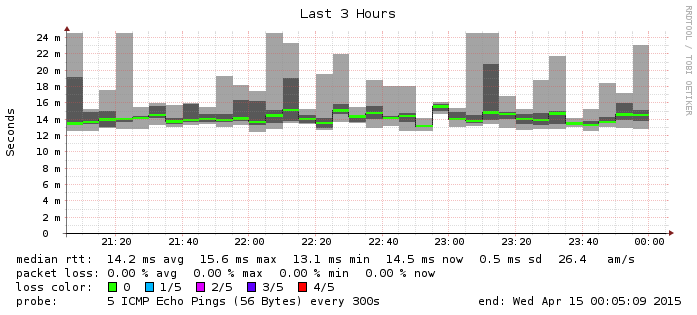 Last 3 Hours
RRDTOOL / TOBI OETIKER
Seconds
24 m
22 m
20 m
18 m
16 m
14 m
12 m
10 m
8 m
6 m
4 m
2 m
0
21:20 21:40 22:00 22:20 22:40 23:00 23:20 23:40 00:00
median rtt: 14.2 ms avg 15.6 ms max 13.1 ms min 14.5 ms now 0.5 ms sd 26.4 am/s
packet loss: 0.00 % avg 0.00 % max 0.00 % min 0.00 % now
loss color: 0 1/5 2/5 3/5 4/5
probe: 5 ICMP Echo Pings (56 Bytes) every 300s end: Wed Apr 15 00:05:09 2015